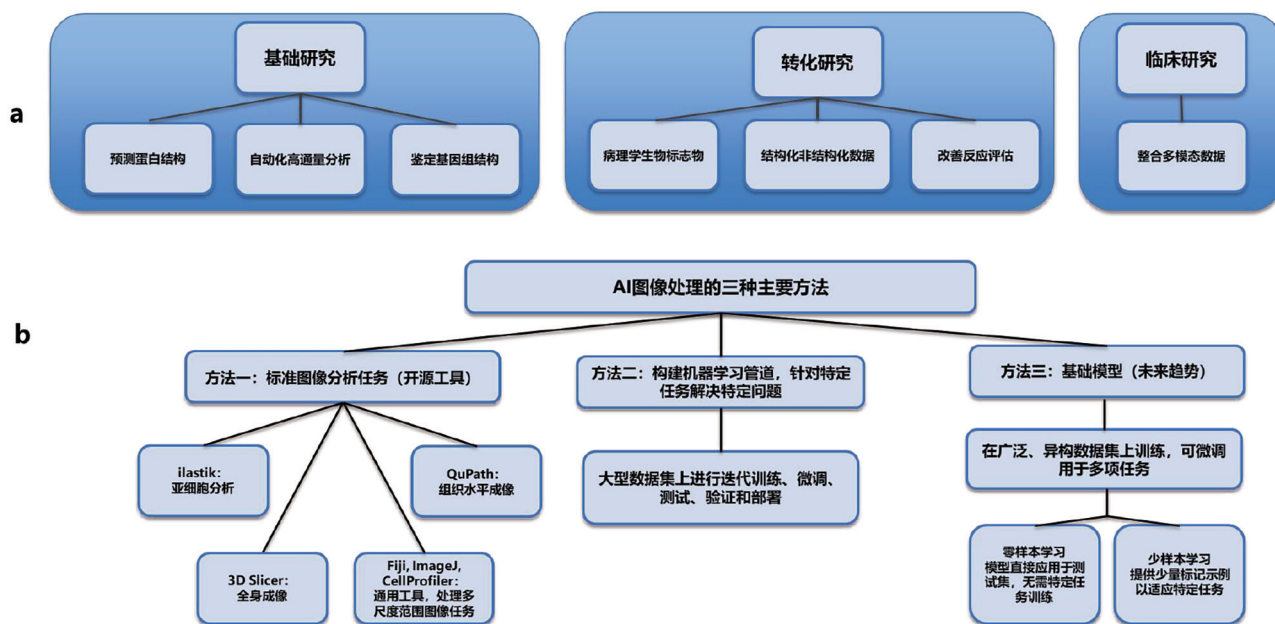 a
基础研究
预测蛋白结构
自动化高通量分析
鉴定基因组结构
转化研究
病理学生物标志物
结构化非结构化数据
改善反应评估
临床研究
整合多模态数据
b
AI图像处理的三种主要方法
方法一：标准图像分析任务（开源工具）
ilastik：
亚细胞分析
QuPath：
组织水平成像
3D Slicer：
全身成像
Fiji, ImageJ,
CellProfiler：
通用工具，处理多
尺度范围图像任务
方法二：构建机器学习管道，针对特定
任务解决特定问题
大型数据集上进行迭代训练、微调、
测试、验证和部署
方法三：基础模型（未来趋势）
在广泛、异构数据集上训练，可微调
用于多项任务
零样本学习
模型直接应用于测
试集，无需特定任
务训练
少样本学习
提供少量标记示例
以适应特定任务